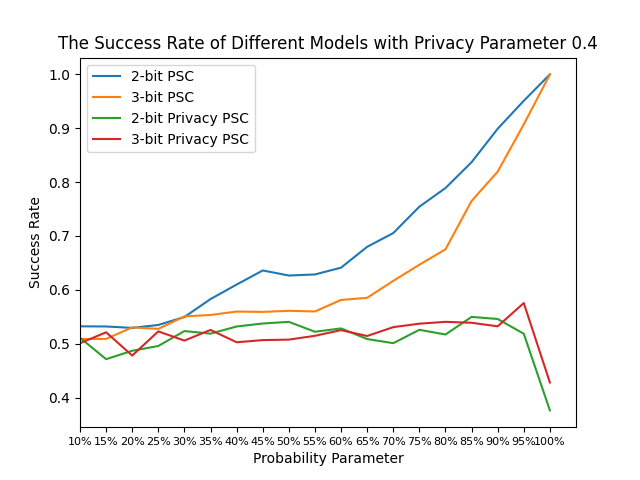 The Success Rate of Different Models with Privacy Parameter 0.4
2-bit PSC
3-bit PSC
2-bit Privacy PSC
3-bit Privacy PSC
1.0
0.9
0.8
0.7
0.6
0.5
0.4
Success Rate
10% 15% 20% 25% 30% 35% 40% 45% 50% 55% 60% 65% 70% 75% 80% 85% 90% 95% 100%
Probability Parameter